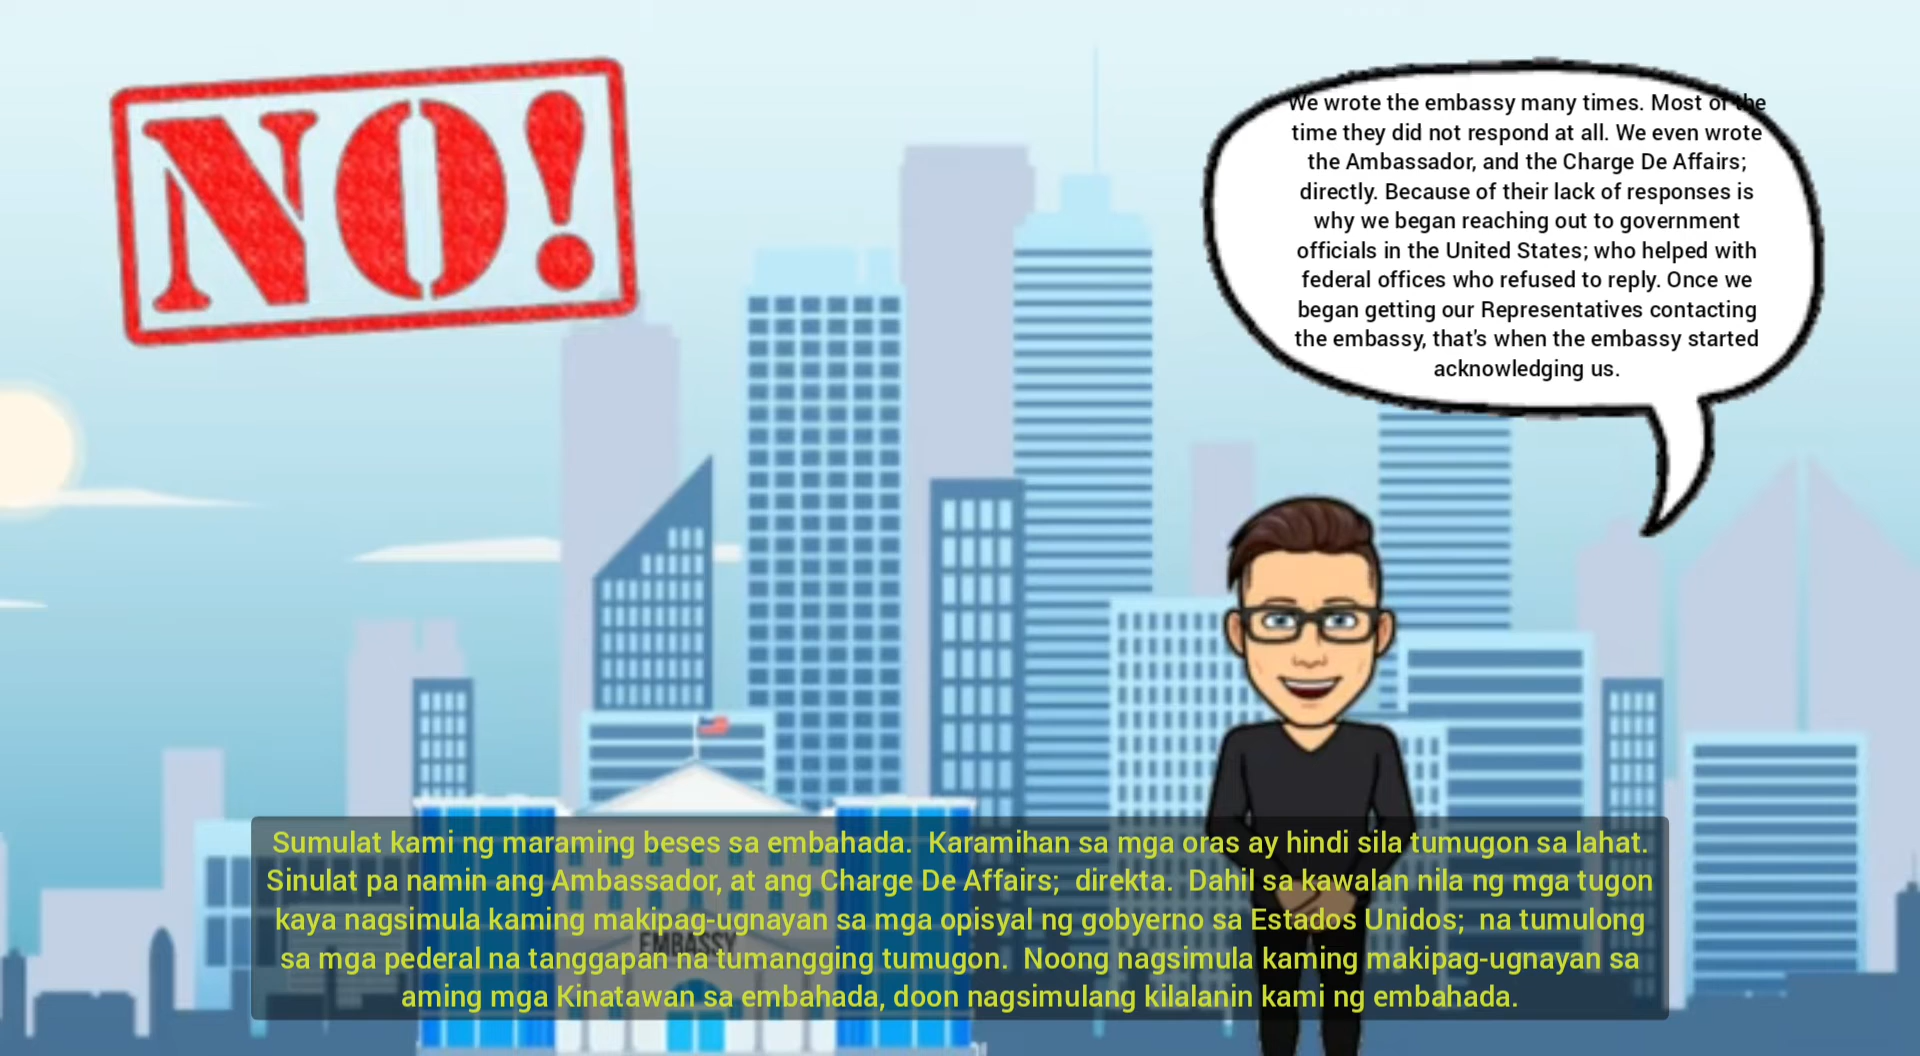 NO!
We wrote the embassy many times. Most of the
time they did not respond at all. We even wrote
the Ambassador, and the Charge De Affairs;
directly. Because of their lack of responses is
why we began reaching out to government
officials in the United States; who helped with
federal offices who refused to reply. Once we
began getting our Representatives contacting
the embassy, that's when the embassy started
acknowledging us.
EMBASSY
Sumulat kami ng maraming beses sa embahada. Karamihan sa mga oras ay hindi sila tumugon sa lahat.
Sinulat pa namin ang Ambassador, at ang Charge De Affairs; direkta. Dahil sa kawalan nila ng mga tugon
kaya nagsimula kaming makipag-ugnayan sa mga opisyal ng gobyerno sa Estados Unidos; na tumulong
sa mga pederal na tanggapan na tumangging tumugon. Noong nagsimula kaming makipag-ugnayan sa
aming mga Kinatawan sa embahada, doon nagsimulang kilalanin kami ng embahada.